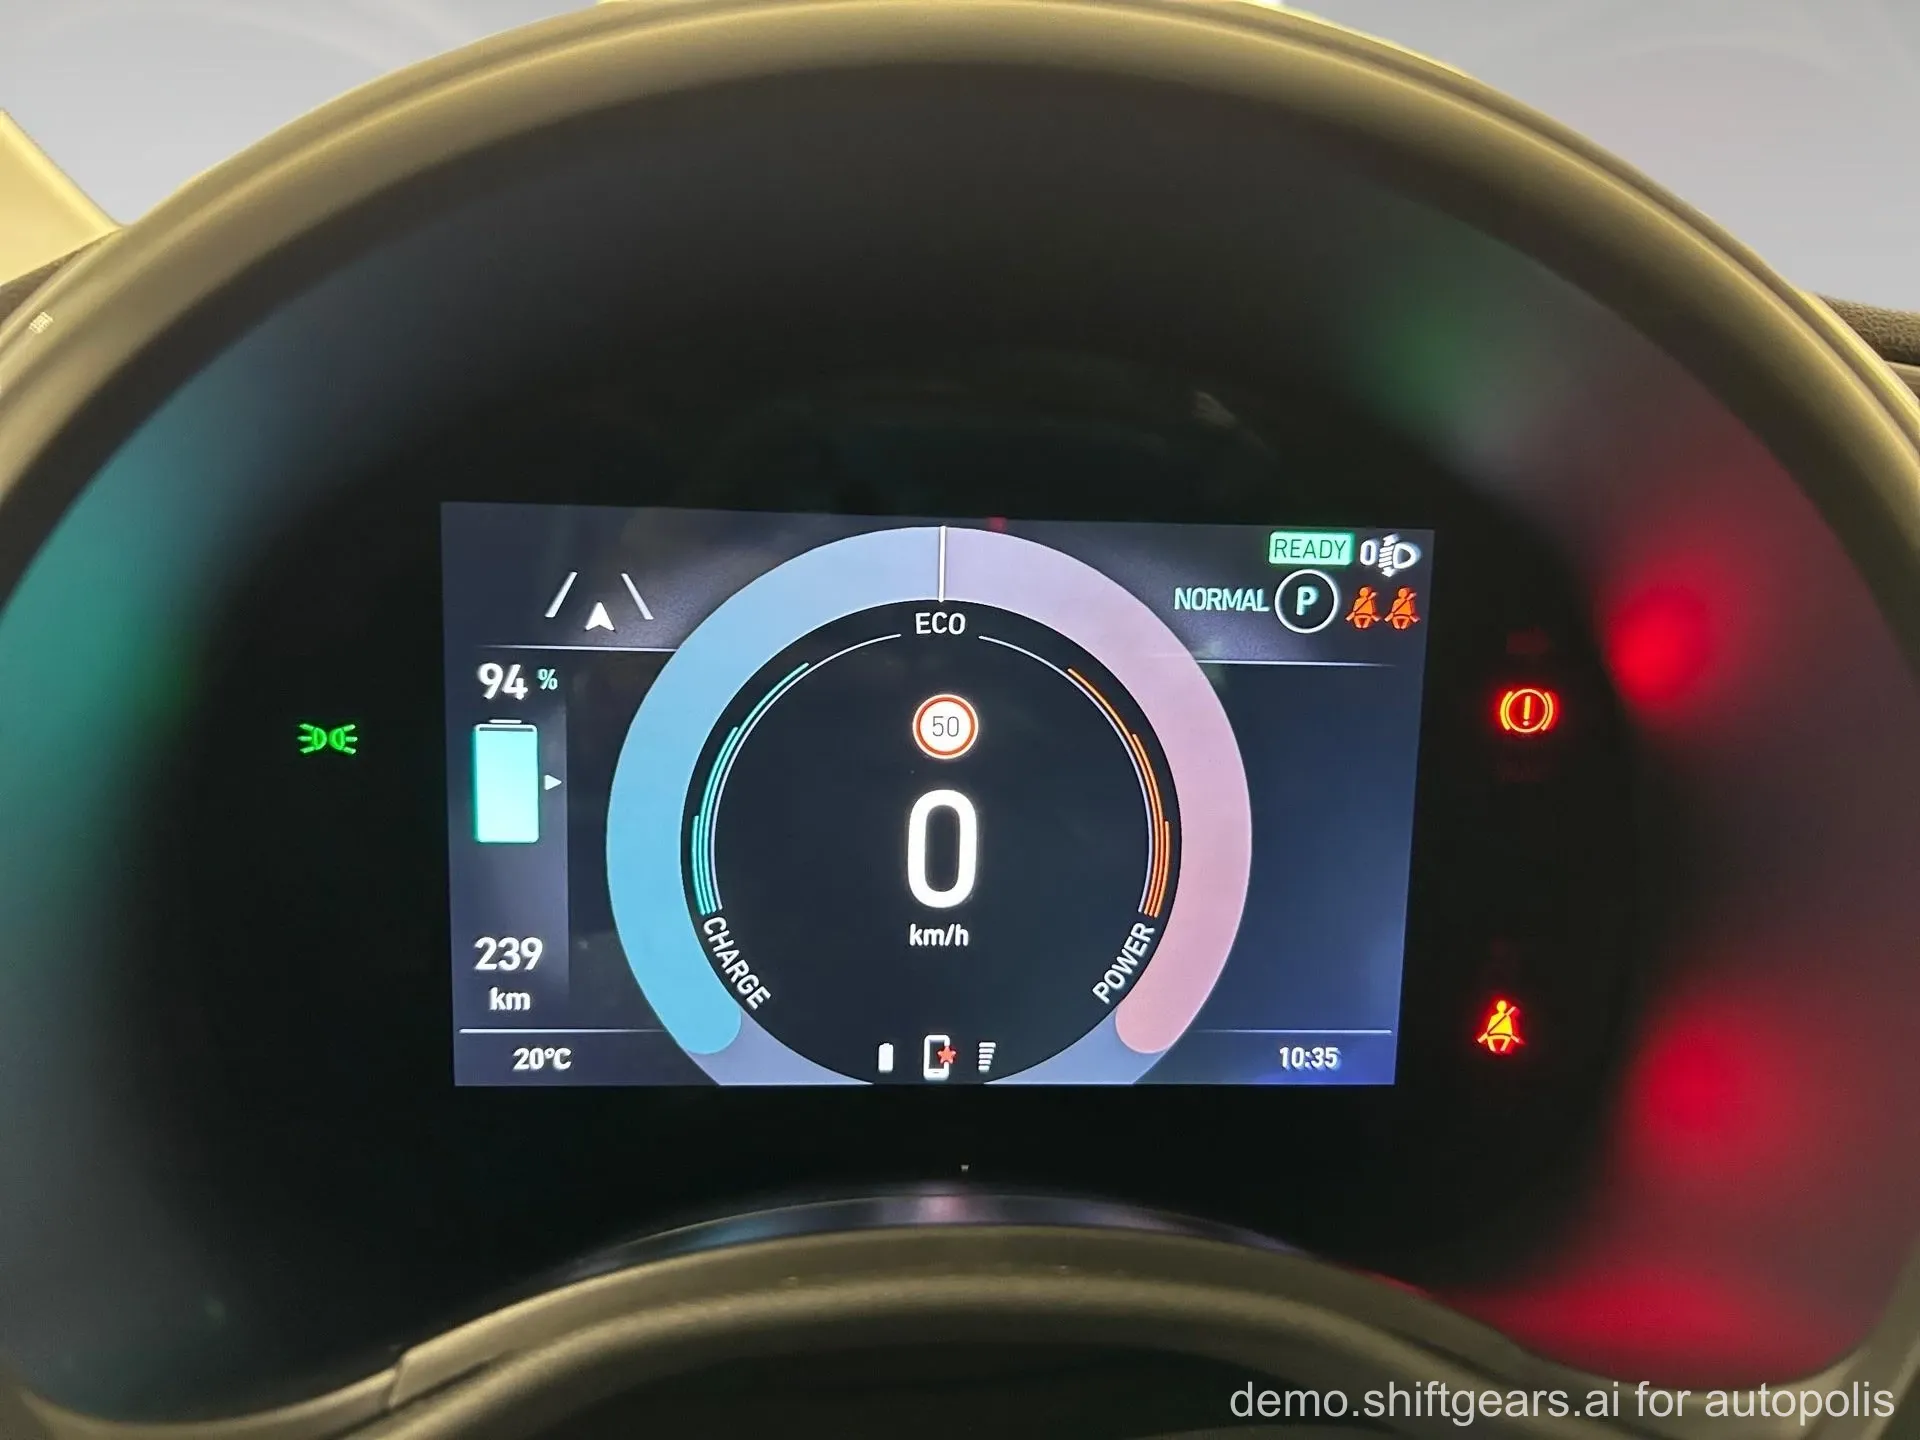 READY 0
NORMAL P
ECO
94 %
50
0
km/h
239
km
CHARGE
POWER
20°C
10:35
demo.shiftgears.ai for autopolis